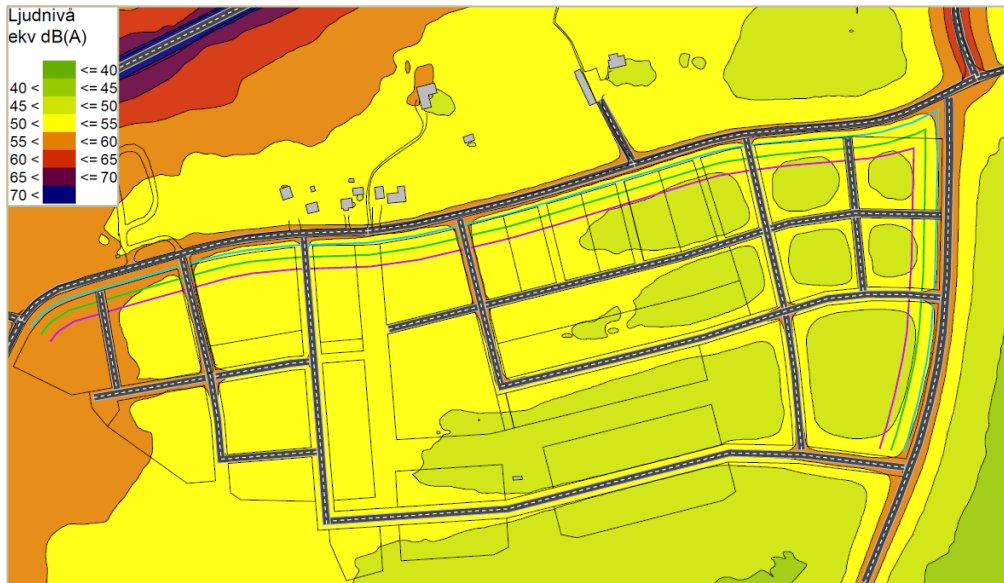 Ljudnivå
ekv dB(A)
<= 40
40 < <= 45
45 < <= 50
50 < <= 55
55 < <= 60
60 < <= 65
65 < <= 70
70 <